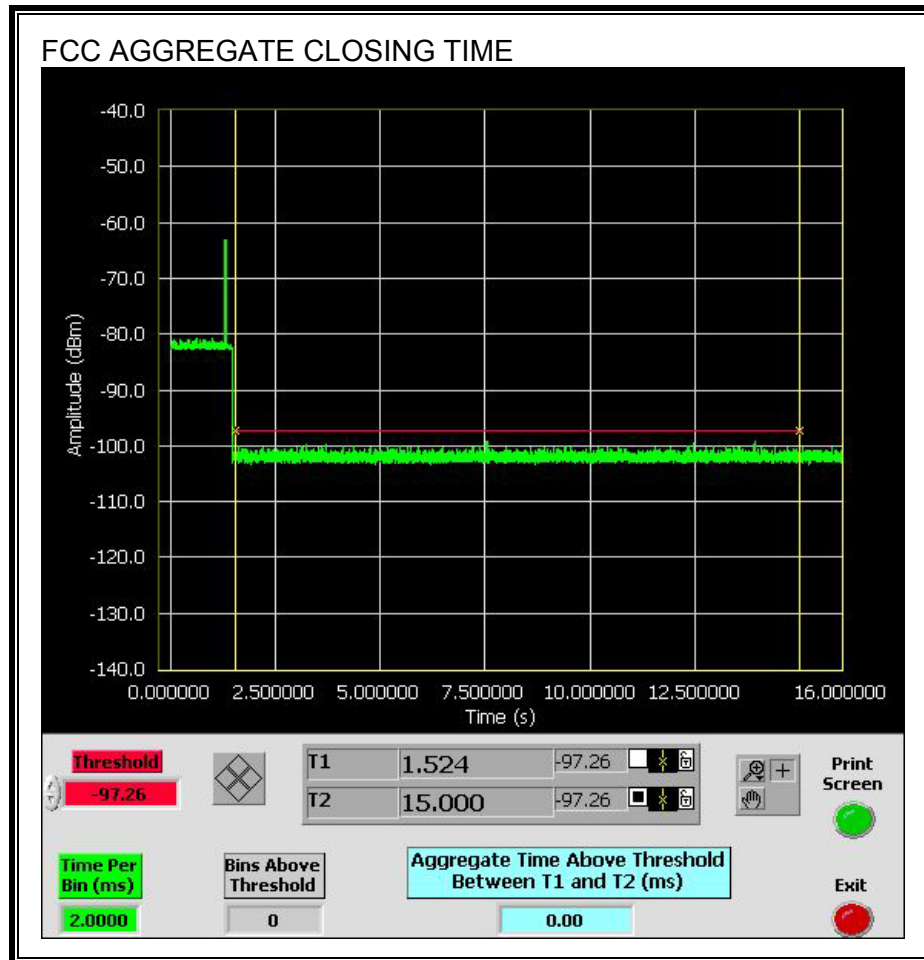 FCC AGGREGATE CLOSING TIME
-40.0
-50.0
-60.0
-70.0
-80.0
-90.0
-100.0
-110.0
-120.0
-130.0
-140.0
Amplitude (dBm)
0.000000 2.500000 5.000000 7.500000 10.000000 12.500000 16.000000
Time (s)
Threshold
-97.26
T1 1.524 -97.26
T2 15.000 -97.26
Print
Screen
Time Per
Bin (ms)
2.0000
Bins Above
Threshold
0
Aggregate Time Above Threshold
Between T1 and T2 (ms)
0.00
Exit